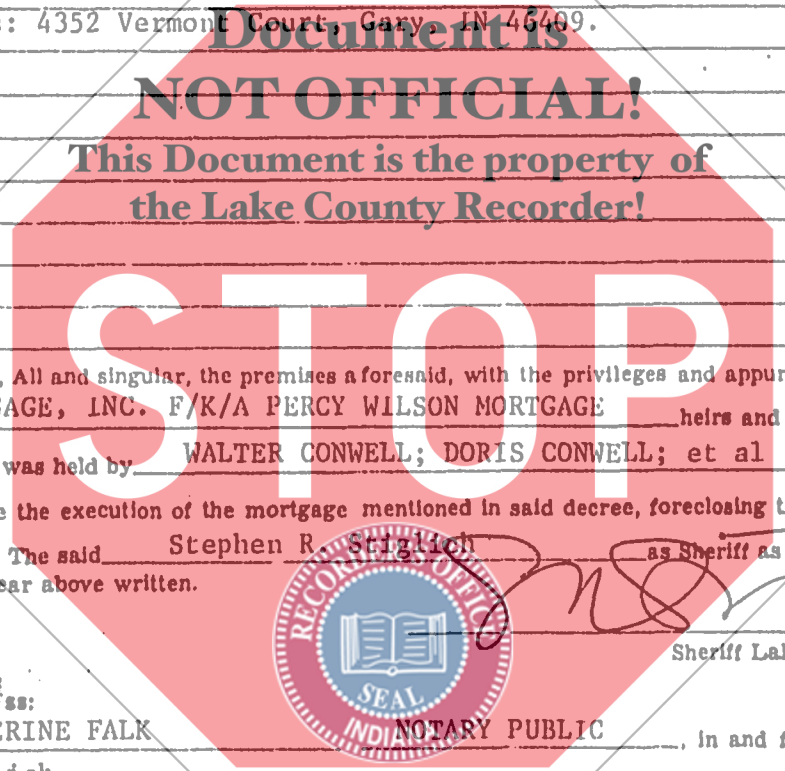 : 4352 Vermont Court, Gary, IN 46409.
Document is
NOT OFFICIAL!
This Document is the property of
the Lake County Recorder!
STOP
, All and singular, the premises aforesaid, with the privileges and appur
GAGE, INC. F/K/A PERCY WILSON MORTGAGE heirs and
was held by WALTER CONWELL; DORIS CONWELL; et al
e the execution of the mortgage mentioned in said decree, foreclosing t
The said Stephen R. Stiglich as Sheriff as
ear above written.
RECORDER'S OFFICE
SEAL
INDIANA
Sheriff Lal
ss:
ERINE FALK NOTARY PUBLIC , in and f